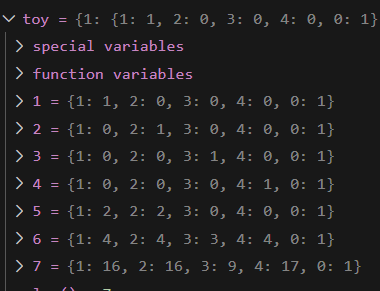 toy = {1: {1: 1, 2: 0, 3: 0, 4: 0, 0: 1}
special variables
function variables
1 = {1: 1, 2: 0, 3: 0, 4: 0, 0: 1}
2 = {1: 0, 2: 1, 3: 0, 4: 0, 0: 1}
3 = {1: 0, 2: 0, 3: 1, 4: 0, 0: 1}
4 = {1: 0, 2: 0, 3: 0, 4: 1, 0: 1}
5 = {1: 2, 2: 2, 3: 0, 4: 0, 0: 1}
6 = {1: 4, 2: 4, 3: 3, 4: 4, 0: 1}
7 = {1: 16, 2: 16, 3: 9, 4: 17, 0: 1}